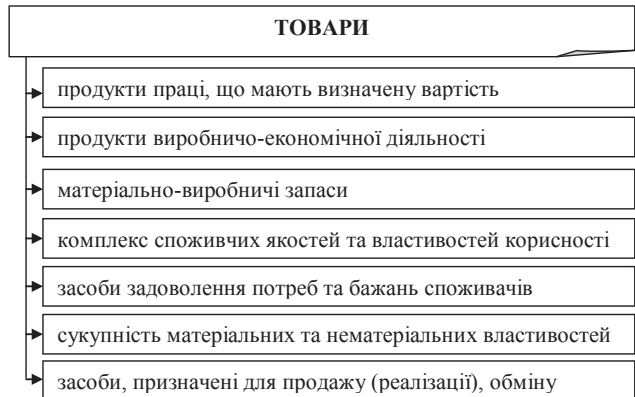 ТОВАРИ
продукти праці, що мають визначену вартість
продукти виробничо-економічної діяльності
матеріально-виробничі запаси
комплекс споживчих якостей та властивостей корисності
засоби задоволення потреб та бажань споживачів
сукупність матеріальних та нематеріальних властивостей
засоби, призначені для продажу (реалізації), обміну